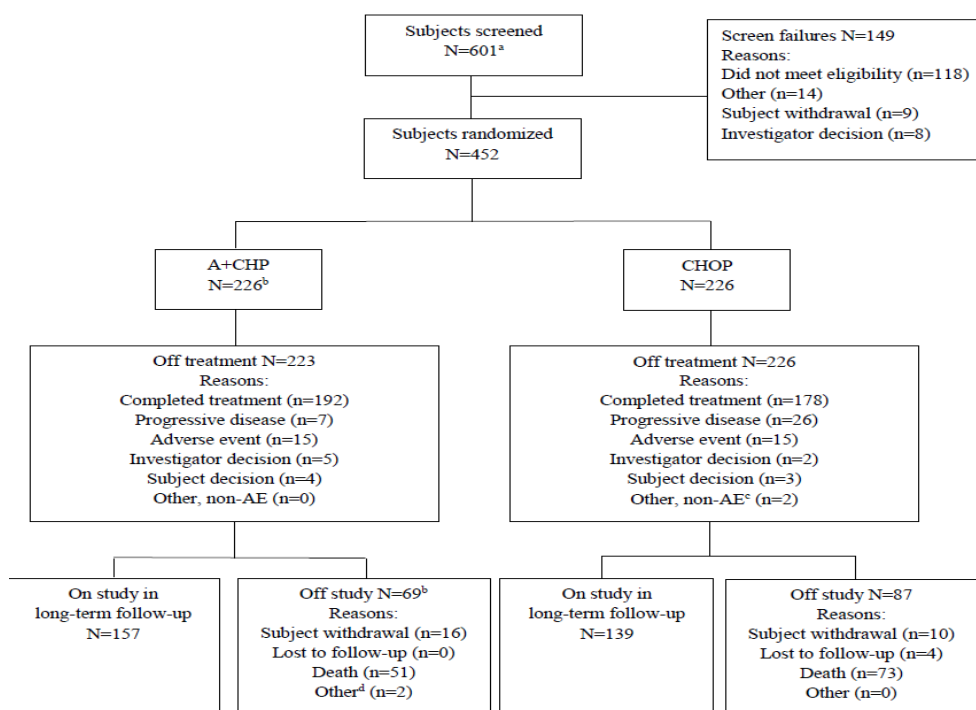 Subjects screened
N=601ª
Screen failures N=149
Reasons:
Did not meet eligibility (n=118)
Other (n=14)
Subject withdrawal (n=9)
Investigator decision (n=8)
Subjects randomized
N=452
A+CHP
N=226ᵇ
CHOP
N=226
Off treatment N=223
Reasons:
Completed treatment (n=192)
Progressive disease (n=7)
Adverse event (n=15)
Investigator decision (n=5)
Subject decision (n=4)
Other, non-AE (n=0)
Off treatment N=226
Reasons:
Completed treatment (n=178)
Progressive disease (n=26)
Adverse event (n=15)
Investigator decision (n=2)
Subject decision (n=3)
Other, non-AEᶜ (n=2)
On study in
long-term follow-up
N=157
Off study N=69ᵇ
Reasons:
Subject withdrawal (n=16)
Lost to follow-up (n=0)
Death (n=51)
Otherᵈ (n=2)
On study in
long-term follow-up
N=139
Off study N=87
Reasons:
Subject withdrawal (n=10)
Lost to follow-up (n=4)
Death (n=73)
Other (n=0)